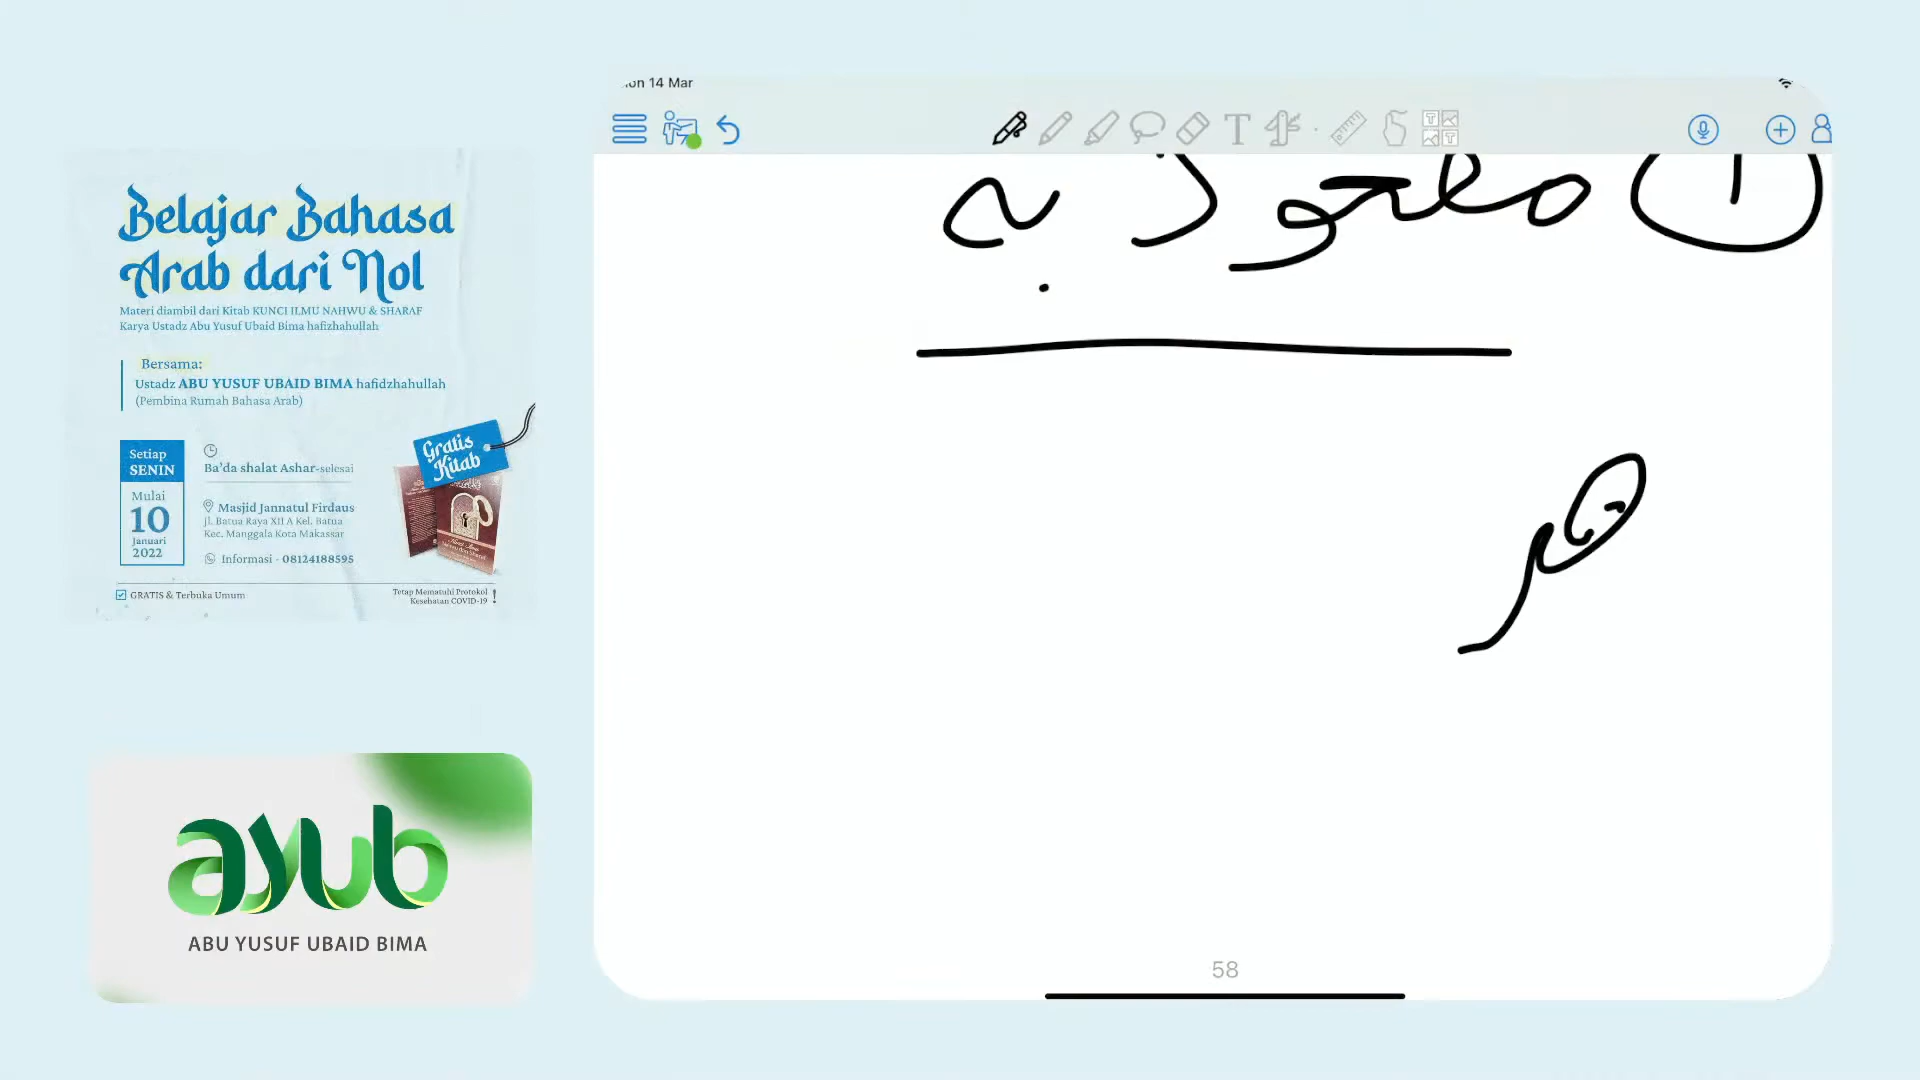 Belajar Bahasa
Arab dari Nol
Materi diambil dari Kitab KUNCI ILMU NAHWU & SHARAF
Karya Ustadz Abu Yusuf Ubaid Bima hafizhahullah
Bersama:
Ustadz ABU YUSUF UBAID BIMA hafidzhahullah
(Pembina Rumah Bahasa Arab)
Setiap
SENIN
Mulai
10
Januari
2022
Ba'da shalat Ashar-selesai
Masjid Jannatul Firdaus
Jl. Batua Raya XII A Kel. Batua
Kec. Manggala Kota Makassar
Informasi - 08124188595
Gratis
Kitab
GRATIS & Terbuka Umum
Tetap Mematuhi Protokol
Kesehatan COVID-19 !
ayub
ABU YUSUF UBAID BIMA
14 Mar
T
١ مفعول به
58